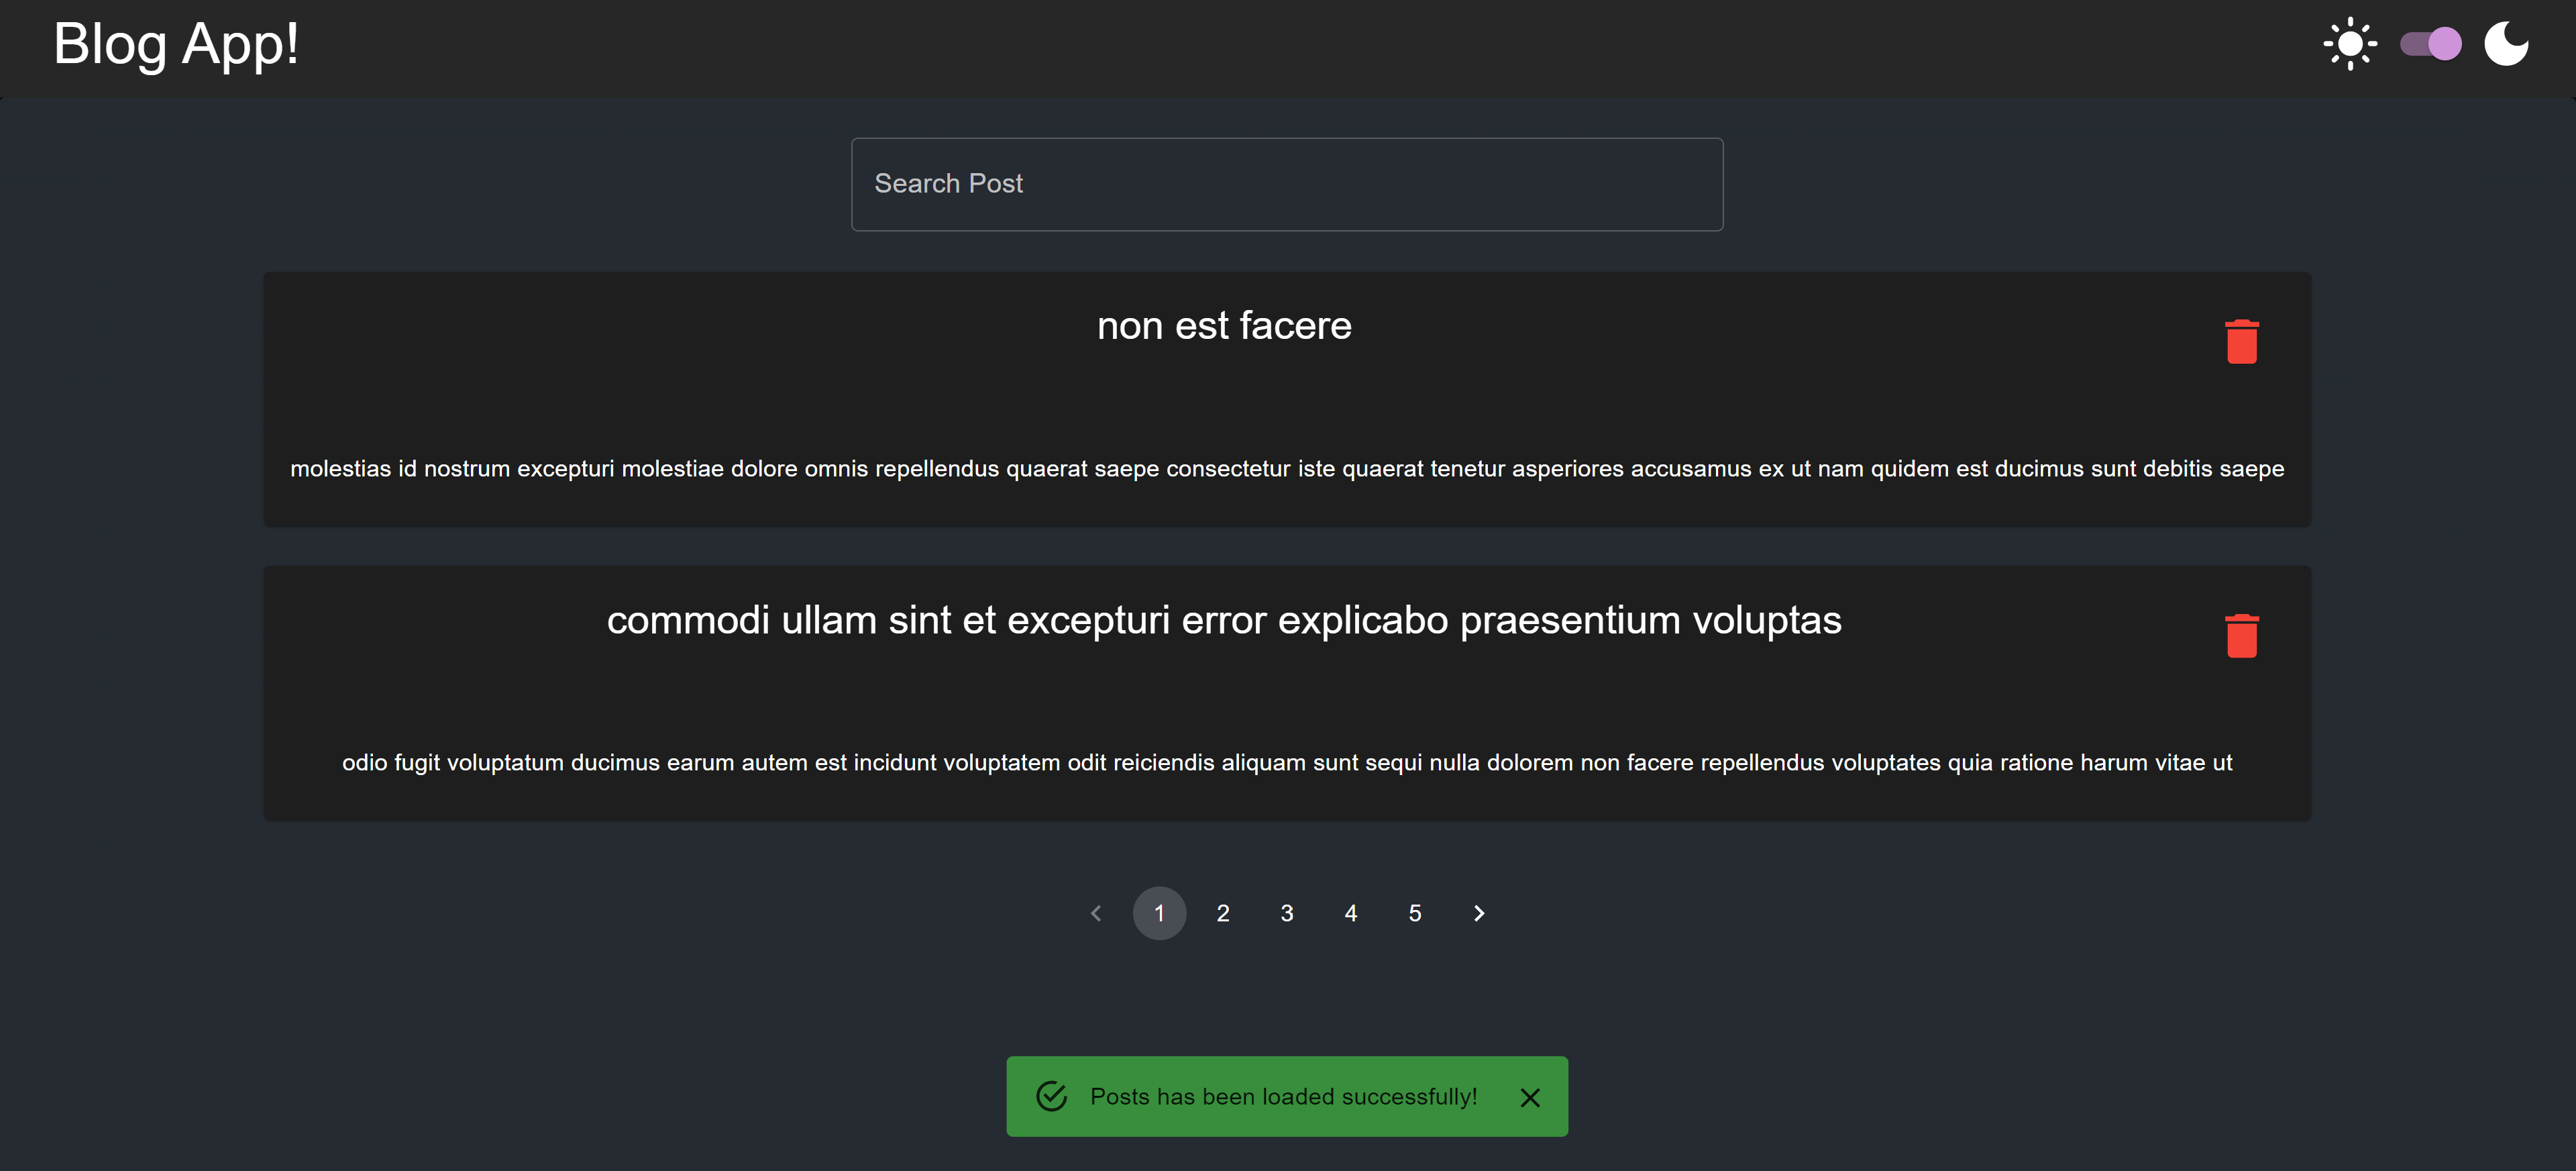 Blog App!
Search Post
non est facere
molestias id nostrum excepturi molestiae dolore omnis repellendus quaerat saepe consectetur iste quaerat tenetur asperiores accusamus ex ut nam quidem est ducimus sunt debitis saepe
commodi ullam sint et excepturi error explicabo praesentium voluptas
odio fugit voluptatum ducimus earum autem est incidunt voluptatem odit reiciendis aliquam sunt sequi nulla dolorem non facere repellendus voluptates quia ratione harum vitae ut
1 2 3 4 5
Posts has been loaded successfully!